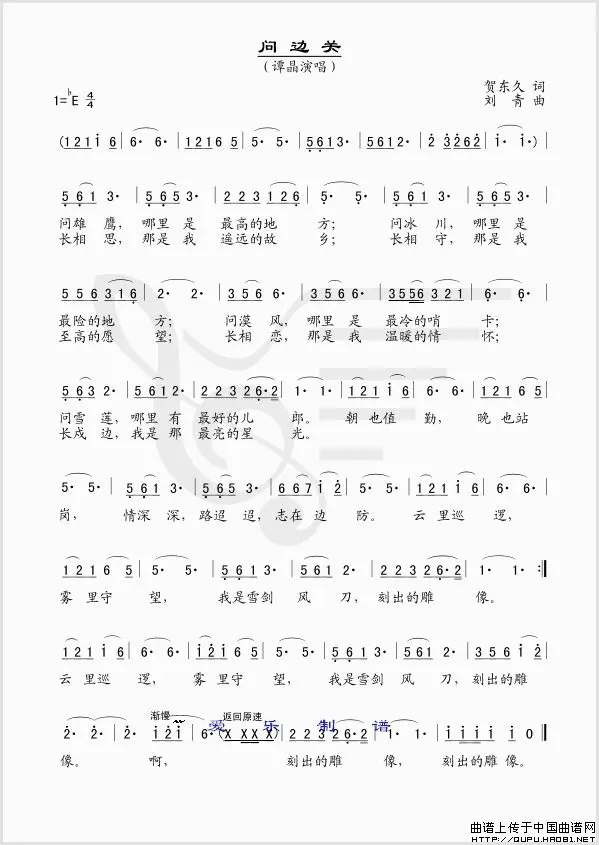 问 边 关
(谭晶演唱)
1=♭E 4/4
贺东久 词
刘 青 曲
(1 2 1 i 6 | 6· 6· | 1 2 1 6 5 | 5· 5· | 5 6 1 3· | 5 6 1 2· | 2 3 2 6 2 | i· i· )
5 6 1 3· | 5 6 5 3· | 2 2 3 1 2 6 | 5· 5· | 5 6 1 3· | 5 6 5 3· |
问雄 鹰, 哪里 是 最高的地 方; 问冰 川, 哪里 是
长相 思, 那是 我 遥远的故 乡; 长相 守, 那是 我
5 5 6 3 1 6 | 2· 2· | 3 5 6 6· | 3 5 6 6· | 3 5 5 6 3 2 1 | 6· 6· |
最险的地 方; 问漠 风, 哪里 是 最冷的哨 卡;
至高的愿 望; 长相 恋, 那是 我 温暖的情 怀;
5 6 3 2· | 5 1 5 2· | 2 2 3 2 6·2 | 1· 1· | 1 2 1 i 6 | 6· 6· | 1 2 1 6 5 |
问雪 莲, 哪里 有 最好的儿 郎。 朝 也值 勤, 晚 也站
长戍 边, 我是 那 最亮的星 光。
5· 5· | 5 6 1 3· | 5 6 5 3· | 6 6 7 i 2 | 5· 5· | 1 2 1 i 6 | 6· 6· |
岗, 情深 深, 路迢 迢, 志在 边 防。 云 里巡 逻,
1 2 1 6 5 | 5· 5· | 5 6 1 3· | 5 6 1 2· | 2 2 3 2 6·2 | 1· 1· :|
雾 里守 望, 我是雪剑 风 刀, 刻出的雕 像。
1 2 1 i 6 | 6· 6· | i 2 i 6 5 | 5· 5· | 5 6 1 3· | 5 6 1 2· | 3 5 6 i 2 |
云 里巡 逻, 雾 里守 望, 我是雪剑 风 刀, 刻出的雕
渐慢
返回原速
爱 乐 制 谱
2· 2· | 2· 2· | i 2 i | 6·(X XX X) | 2 2 3 2 6·2 | 1· 1· | i i i i | i 0 ||
像。 啊, 刻出的雕 像, 刻出的雕 像。
曲谱上传于中国曲谱网
HTTP://QUPU.HAO81.NET